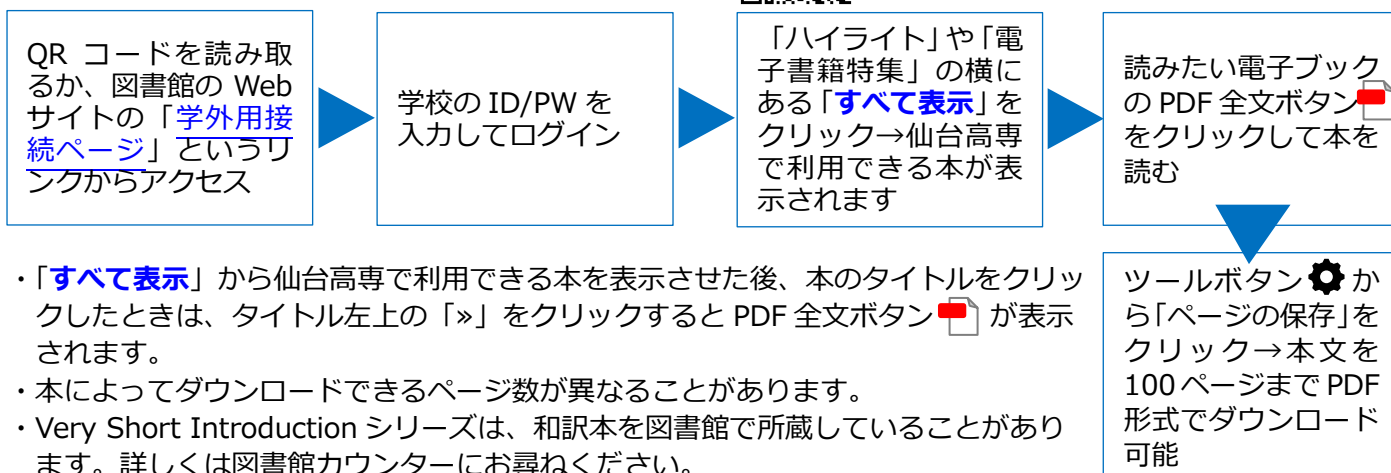 QR コードを読み取
るか、図書館の Web
サイトの「学外用接
続ページ」というリ
ンクからアクセス
学校の ID/PW を
入力してログイン
「ハイライト」や「電
子書籍特集」の横に
ある「すべて表示」を
クリック→仙台高専
で利用できる本が表
示されます
読みたい電子ブック
の PDF 全文ボタン
をクリックして本を
読む
ツールボタン か
ら「ページの保存」を
クリック→本文を
100 ページまで PDF
形式でダウンロード
可能
・「すべて表示」から仙台高専で利用できる本を表示させた後、本のタイトルをクリッ
クしたときは、タイトル左上の「»」をクリックすると PDF 全文ボタン が表示
されます。
・本によってダウンロードできるページ数が異なることがあります。
・Very Short Introduction シリーズは、和訳本を図書館で所蔵していることがあり
ます。詳しくは図書館カウンターにお尋ねください。